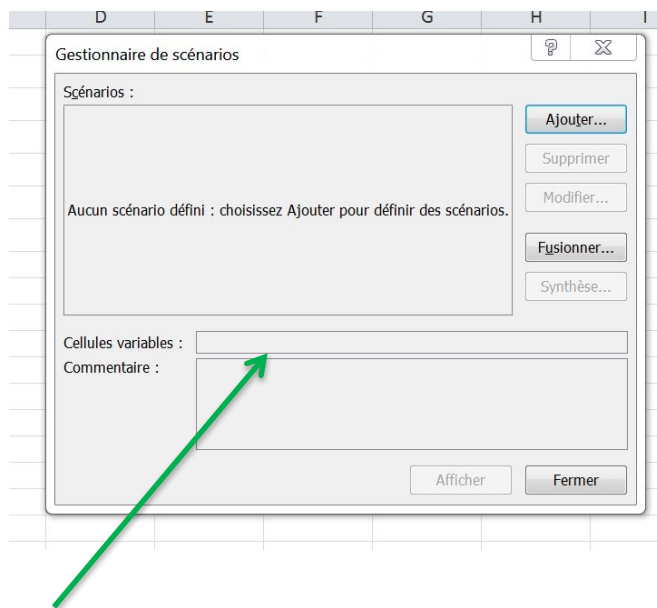 D E F G H I
Gestionnaire de scénarios
Scénarios :
Aucun scénario défini : choisissez Ajouter pour définir des scénarios.
Ajouter...
Supprimer
Modifier...
Fusionner...
Synthèse...
Cellules variables :
Commentaire :
Afficher
Fermer